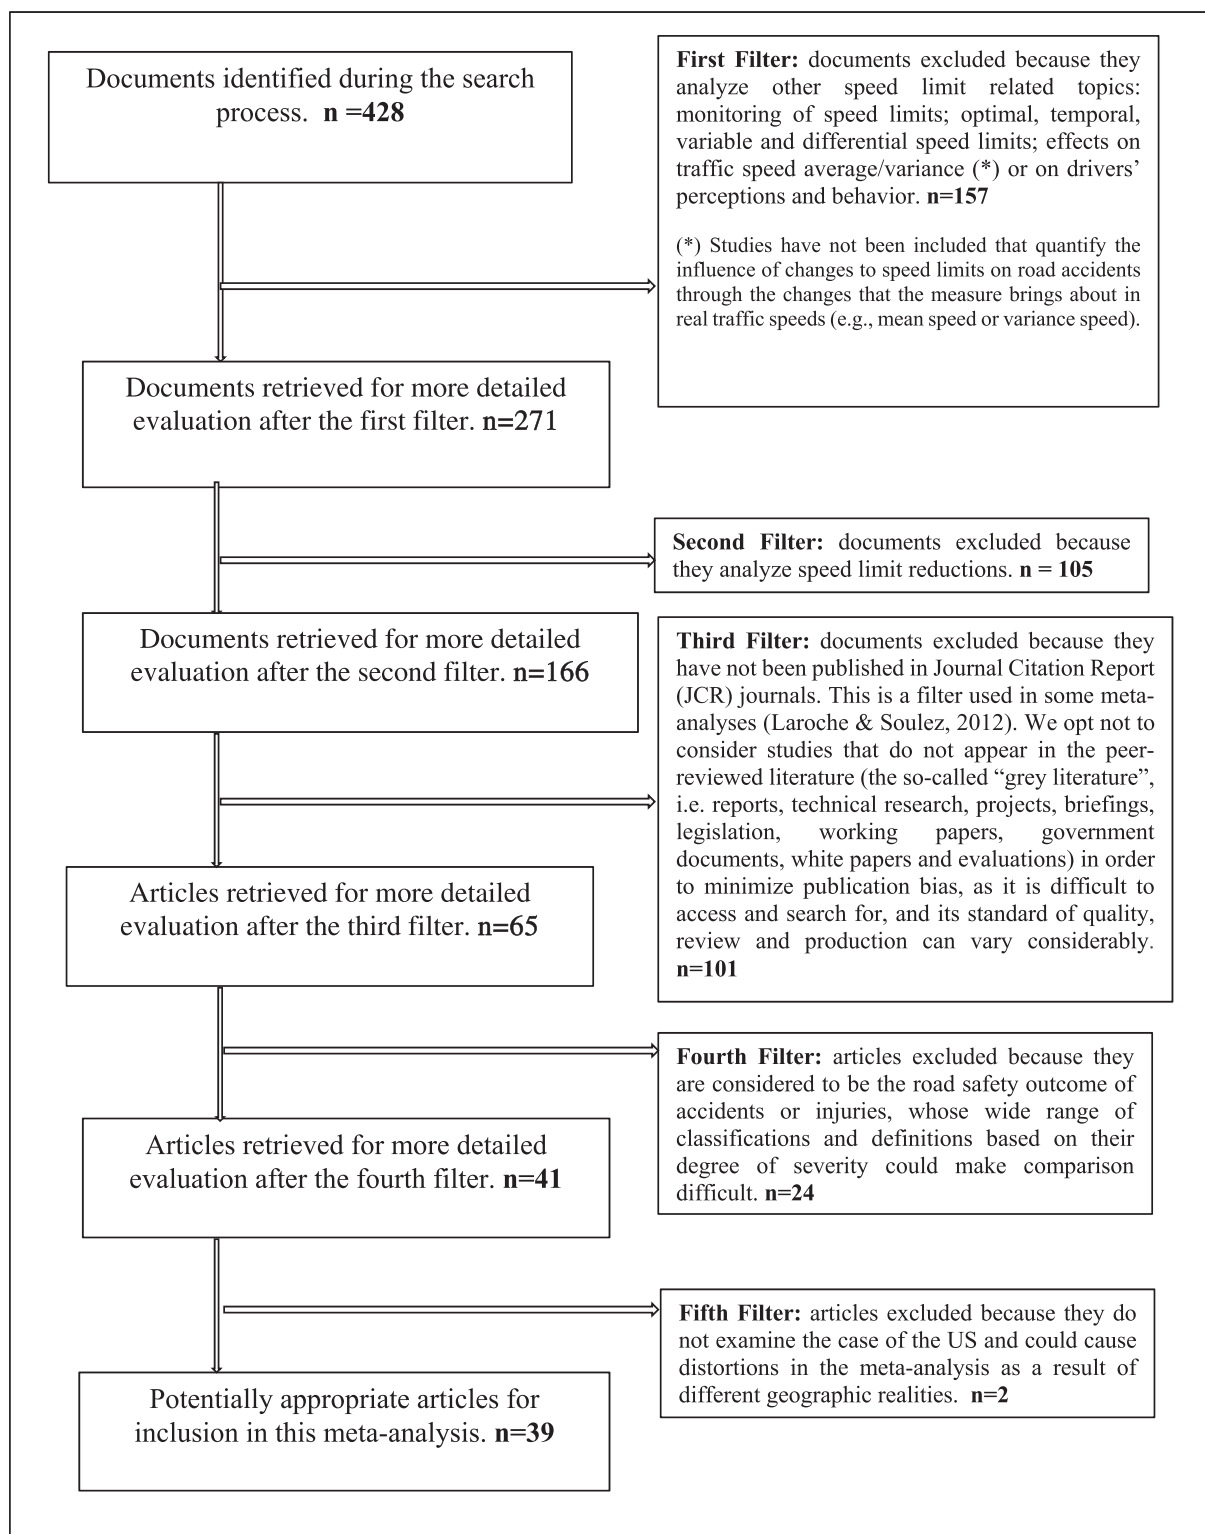 Documents identified during the search
process. n =428
First Filter: documents excluded because they
analyze other speed limit related topics:
monitoring of speed limits; optimal, temporal,
variable and differential speed limits; effects on
traffic speed average/variance (*) or on drivers’
perceptions and behavior. n=157
(*) Studies have not been included that quantify the
influence of changes to speed limits on road accidents
through the changes that the measure brings about in
real traffic speeds (e.g., mean speed or variance speed).
Documents retrieved for more detailed
evaluation after the first filter. n=271
Second Filter: documents excluded because
they analyze speed limit reductions. n = 105
Documents retrieved for more detailed
evaluation after the second filter. n=166
Third Filter: documents excluded because they
have not been published in Journal Citation Report
(JCR) journals. This is a filter used in some meta-
analyses (Laroche & Soulez, 2012). We opt not to
consider studies that do not appear in the peer-
reviewed literature (the so-called “grey literature”,
i.e. reports, technical research, projects, briefings,
legislation, working papers, government
documents, white papers and evaluations) in order
to minimize publication bias, as it is difficult to
access and search for, and its standard of quality,
review and production can vary considerably.
n=101
Articles retrieved for more detailed
evaluation after the third filter. n=65
Fourth Filter: articles excluded because they
are considered to be the road safety outcome of
accidents or injuries, whose wide range of
classifications and definitions based on their
degree of severity could make comparison
difficult. n=24
Articles retrieved for more detailed
evaluation after the fourth filter. n=41
Fifth Filter: articles excluded because they do
not examine the case of the US and could cause
distortions in the meta-analysis as a result of
different geographic realities. n=2
Potentially appropriate articles for
inclusion in this meta-analysis. n=39